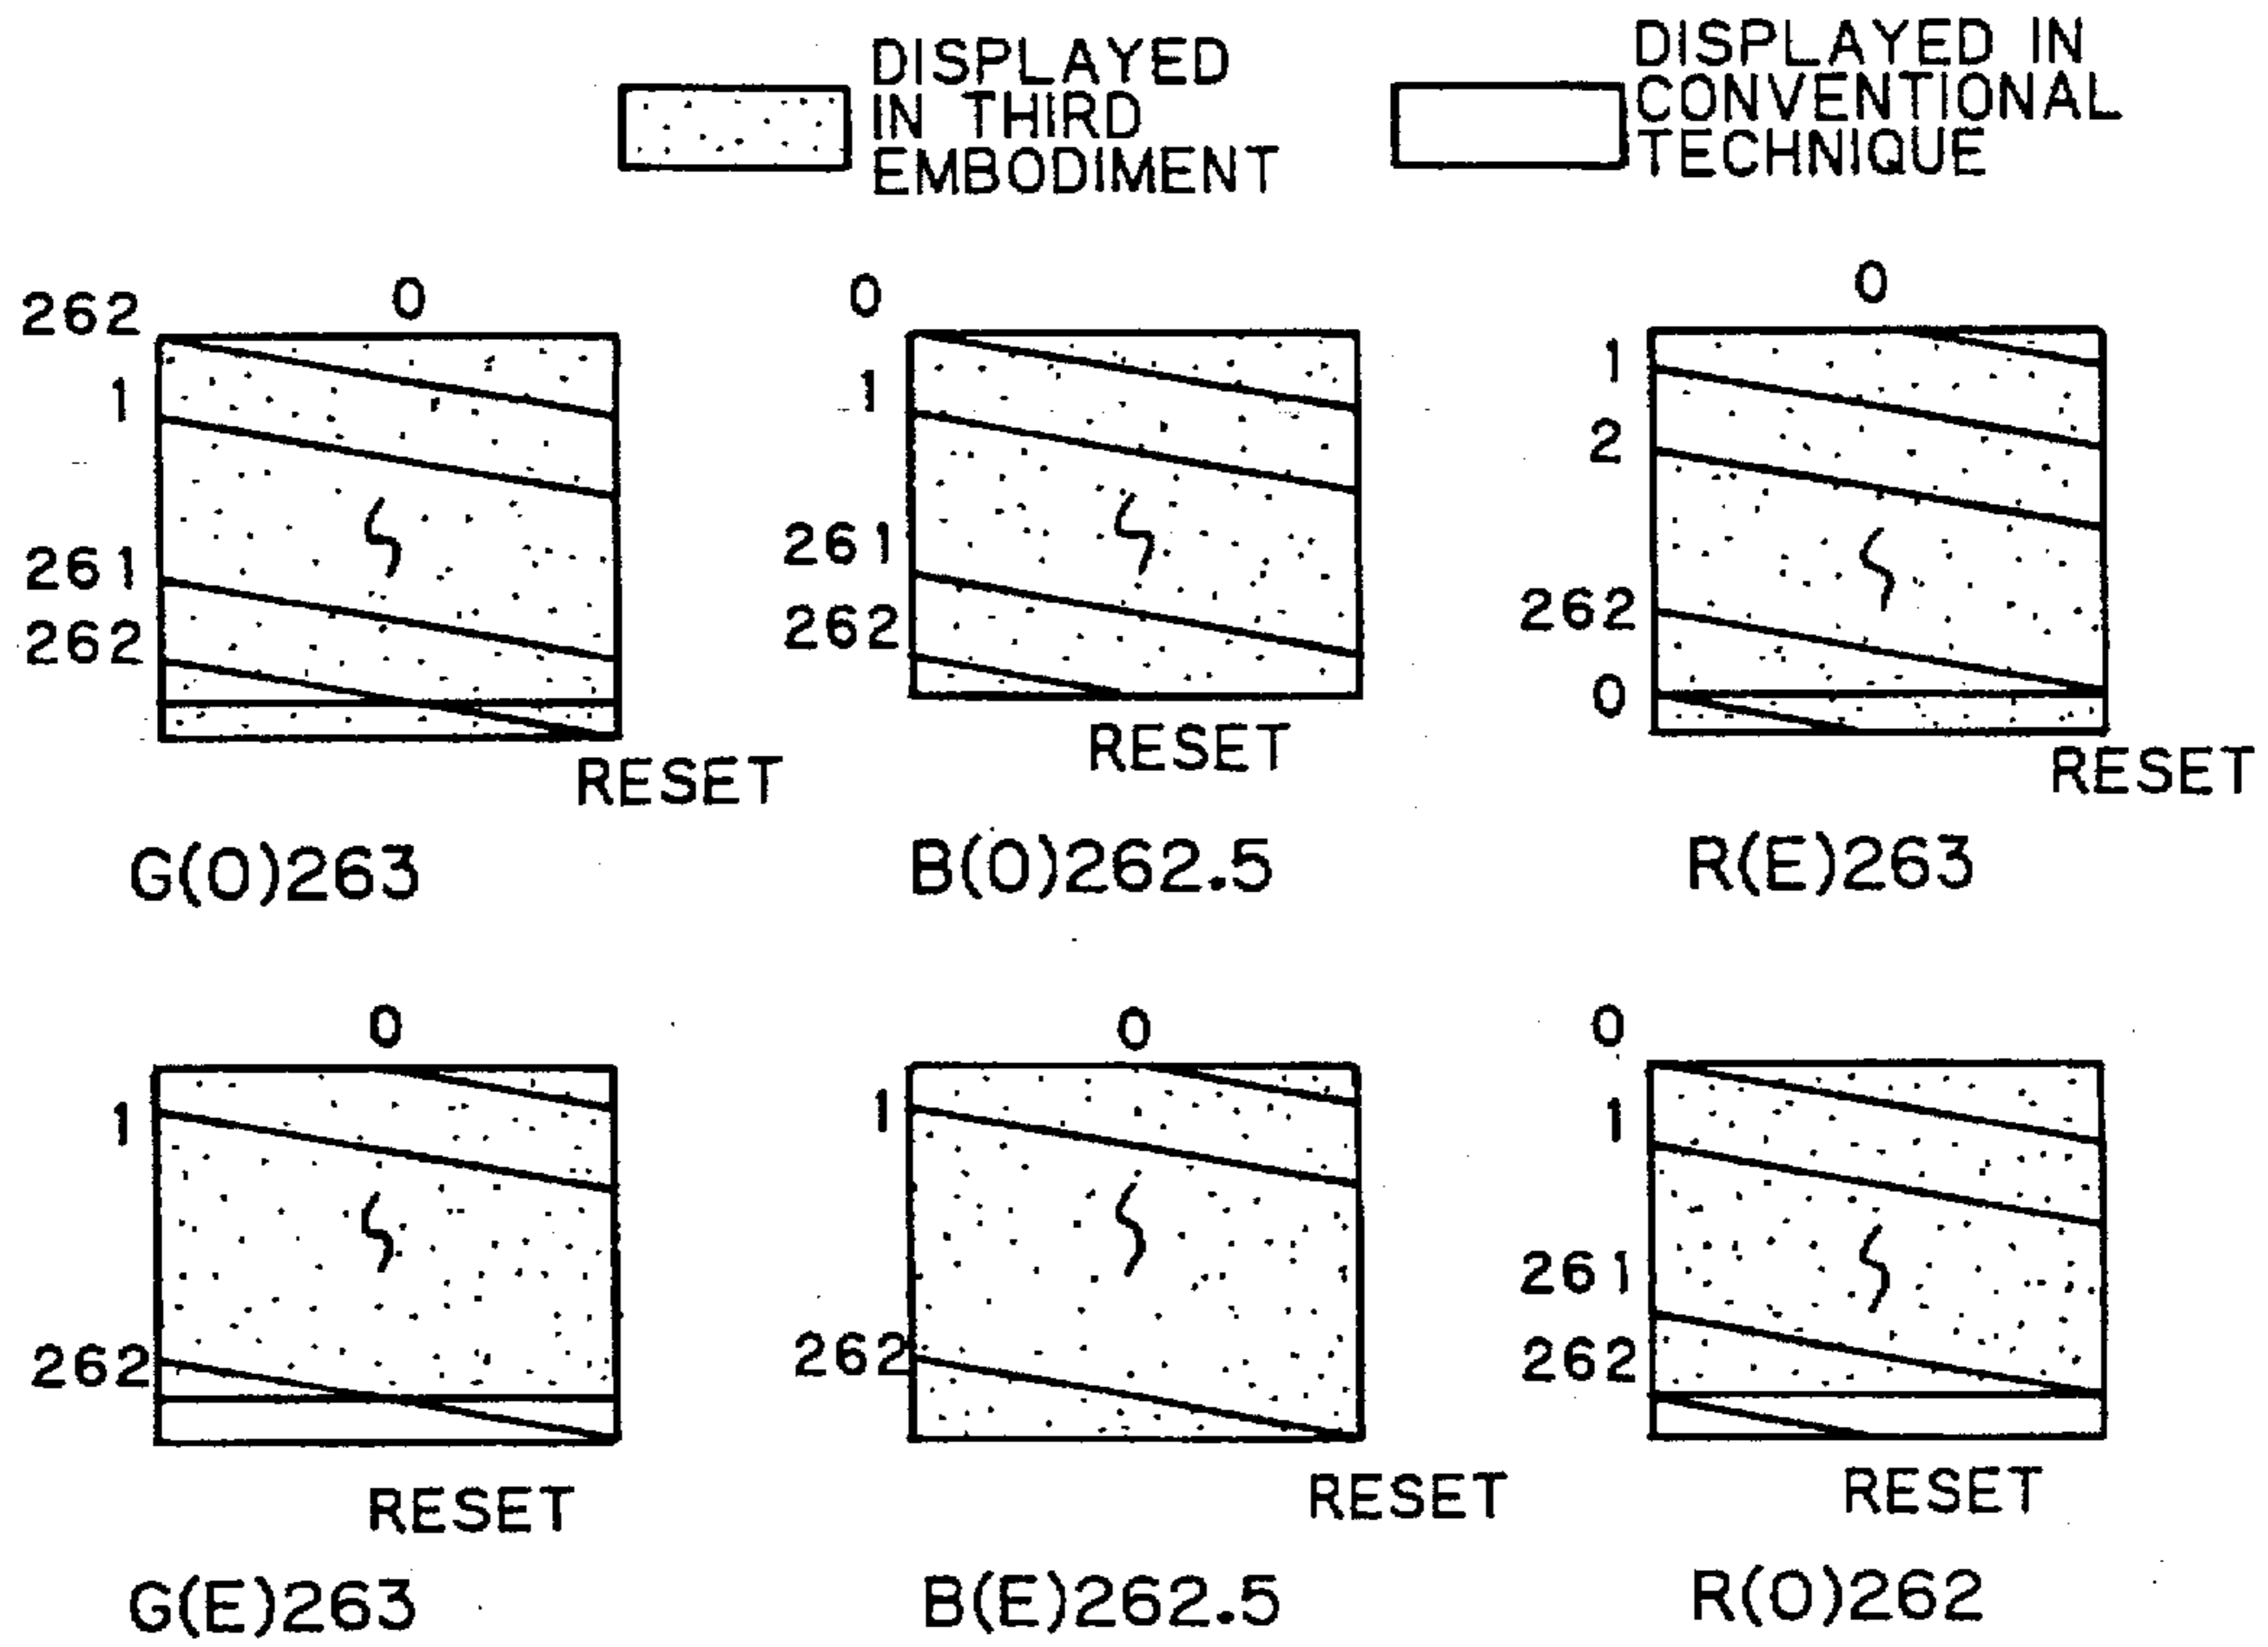 DISPLAYED
IN THIRD
EMBODIMENT
DISPLAYED IN
CONVENTIONAL
TECHNIQUE
262
0
1
261
262
RESET
G(O)263
0
1
261
262
RESET
B(O)262.5
0
1
2
262
0
RESET
R(E)263
0
1
262
RESET
G(E)263
0
1
262
RESET
B(E)262.5
0
1
261
262
RESET
R(O)262